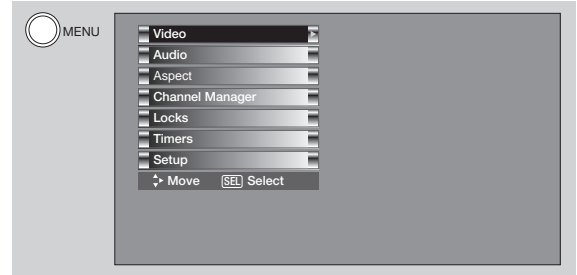 MENU
Video
Audio
Aspect
Channel Manager
Locks
Timers
Setup
Move SEL Select